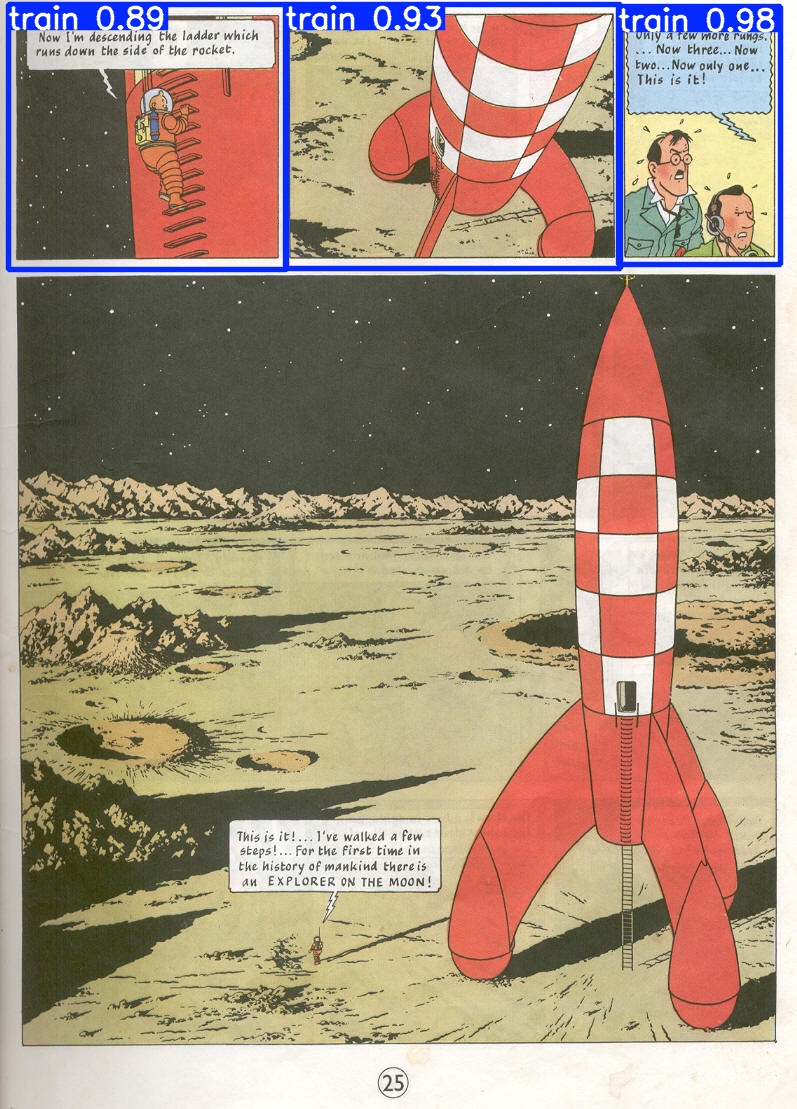 train 0.89
train 0.93
train 0.98
Now I'm descending the ladder which
runs down the side of the rocket.
Only a few more rungs.
... Now three...Now
two...Now only one...
This is it!
This is it!... I've walked a few
steps!... For the first time in
the history of mankind there is
an EXPLORER ON THE MOON!
25